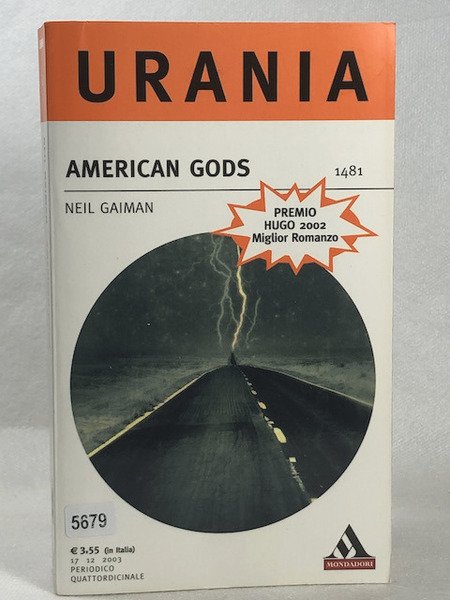 URANIA
AMERICAN GODS
1481
NEIL GAIMAN
PREMIO
HUGO 2002
Miglior Romanzo
5679
€ 3,55 (in Italia)
17 12 2003
PERIODICO
QUATTORDICINALE
MONDADORI